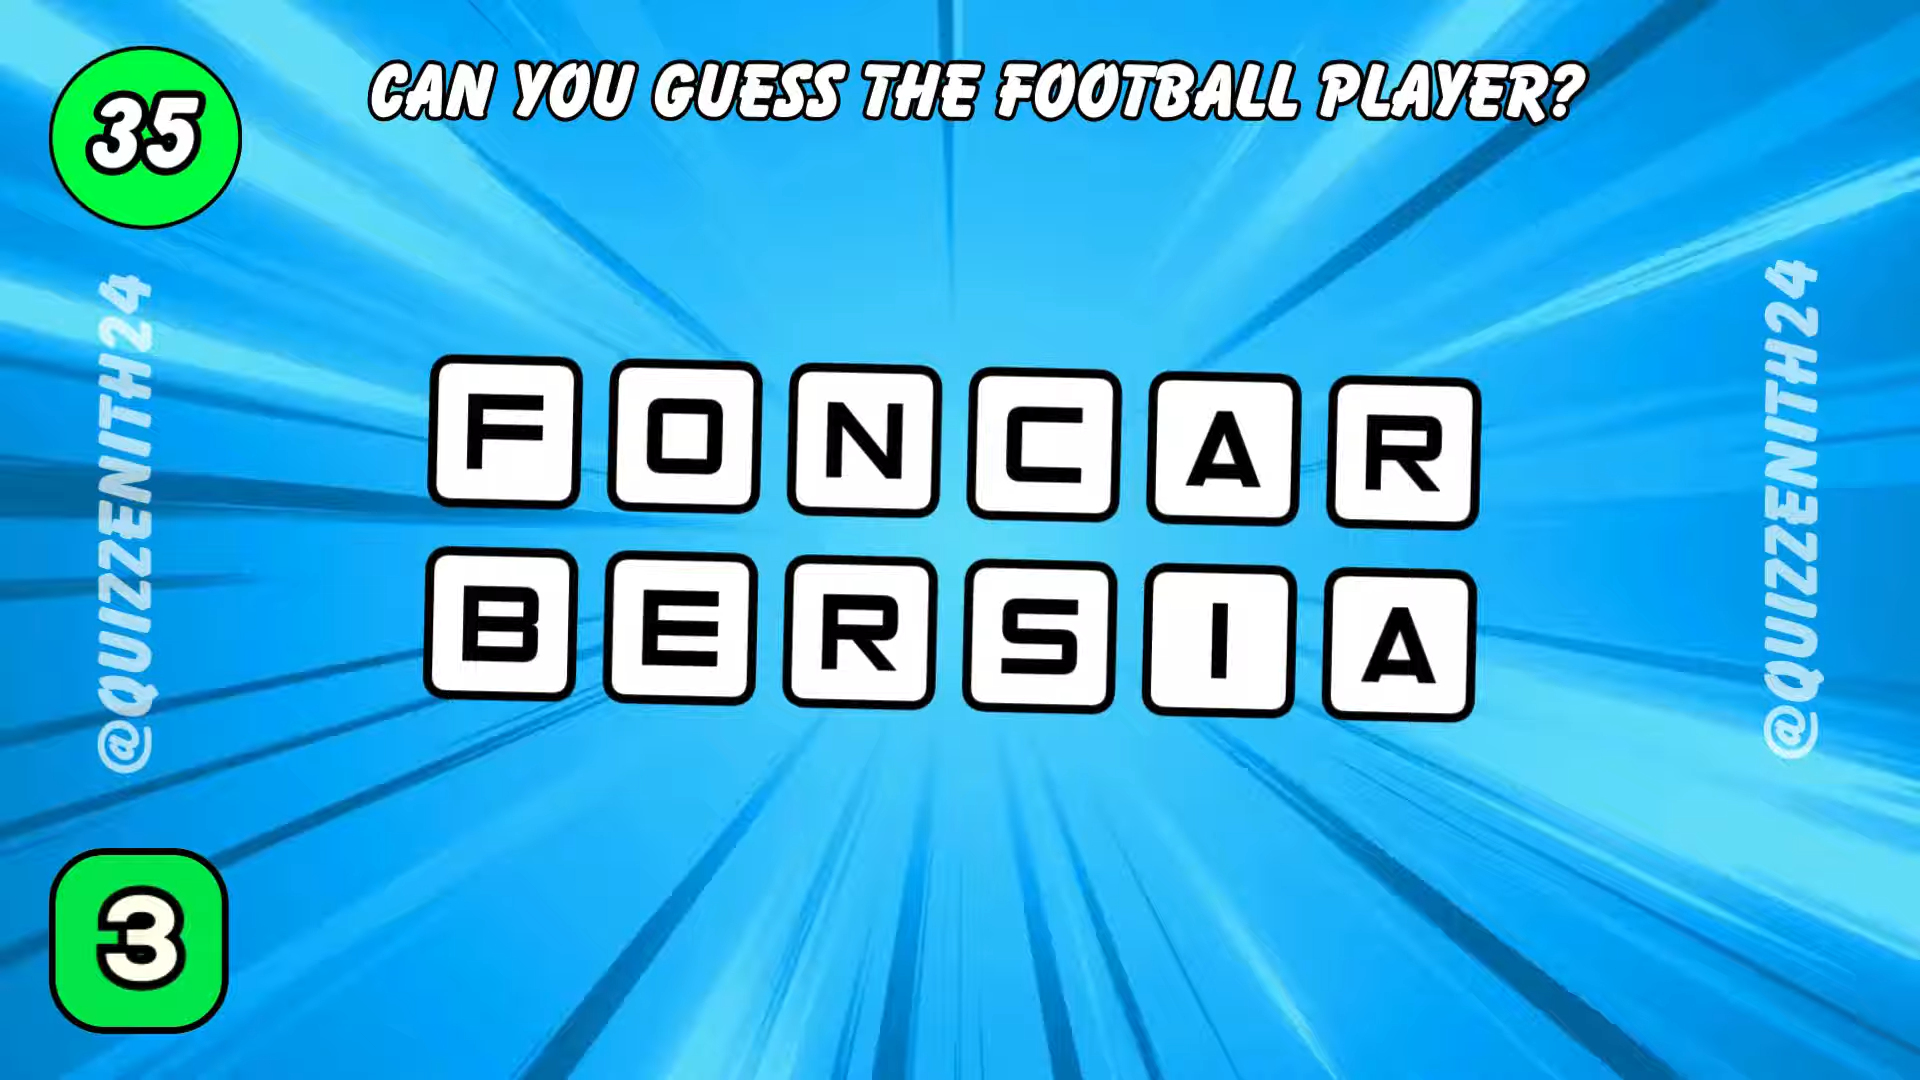 35
CAN YOU GUESS THE FOOTBALL PLAYER?
@QUIZZENITH24
@QUIZZENITH24
FONCAR
BERSIA
3